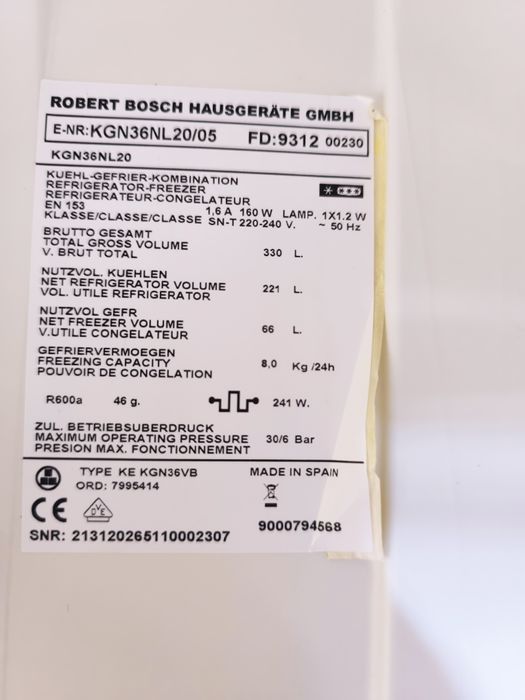 ROBERT BOSCH HAUSGERÄTE GMBH
E-NR:KGN36NL20/05 FD:9312 00230
KGN36NL20
KUEHL-GEFRIER-KOMBINATION
REFRIGERATOR-FREEZER
REFRIGERATEUR-CONGELATEUR
EN 153 1,6 A 160 W LAMP. 1X1.2 W
KLASSE/CLASSE/CLASSE SN-T 220-240 V. ~ 50 Hz
BRUTTO GESAMT
TOTAL GROSS VOLUME 330 L.
V. BRUT TOTAL
NUTZVOL. KUEHLEN
NET REFRIGERATOR VOLUME 221 L.
VOL. UTILE REFRIGERATOR
NUTZVOL GEFR
NET FREEZER VOLUME 66 L.
V.UTILE CONGELATEUR
GEFRIERVERMOEGEN
FREEZING CAPACITY 8,0 Kg /24h
POUVOIR DE CONGELATION
R600a 46 g. 241 W.
ZUL. BETRIEBSUBERDRUCK
MAXIMUM OPERATING PRESSURE 30/6 Bar
PRESION MAX. FONCTIONNEMENT
TYPE KE KGN36VB MADE IN SPAIN
ORD: 7995414
CE DVE
9000794568
SNR: 213120265110002307